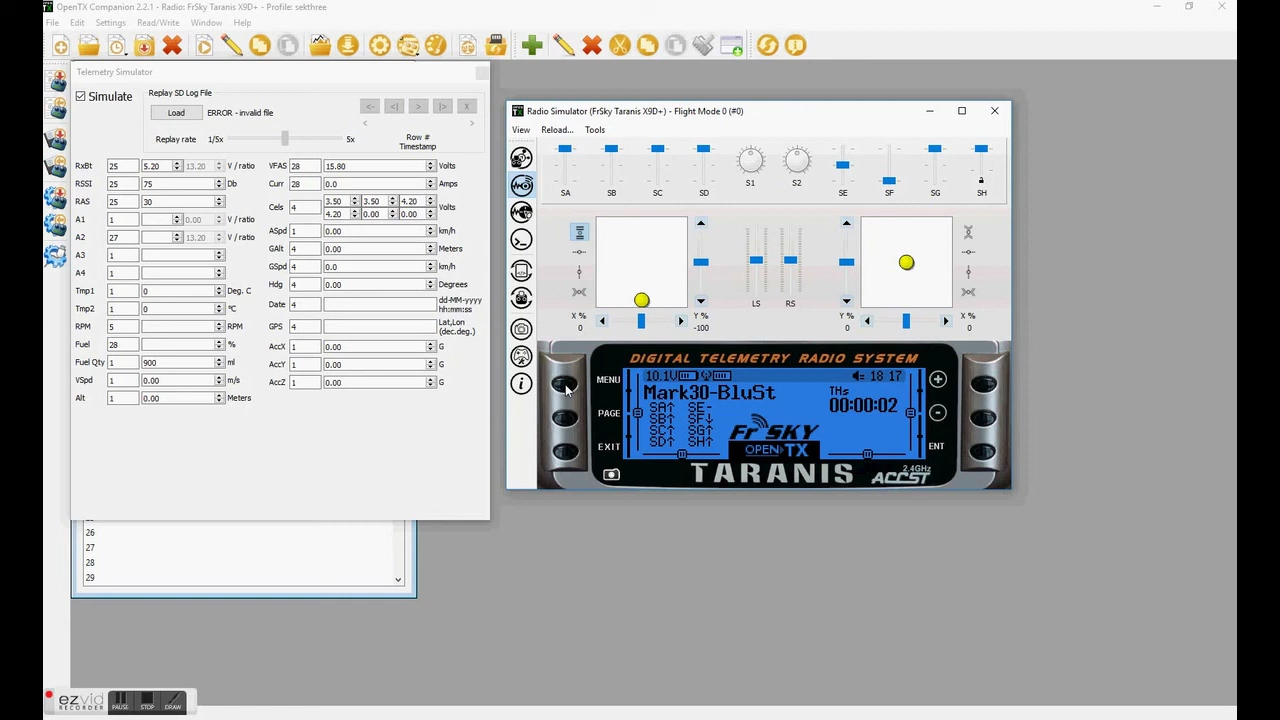 OpenTX Companion 2.2.1 - Radio: FrSky Taranis X9D+ - Profile: sekthree
File Edit Settings Read/Write Window Help
Telemetry Simulator
Simulate
Replay SD Log File
Load ERROR - invalid file
<- <| > |> X
< >
Replay rate 1/5x 5x Row #
Timestamp
RxBt 25 5.20 13.20 V / ratio
RSSI 25 75 Db
RAS 25 30
A1 1 0.00 V / ratio
A2 27 13.20 V / ratio
A3 1
A4 1
Tmp1 1 0 Deg. C
Tmp2 1 0 °C
RPM 5 RPM
Fuel 28 %
Fuel Qty 1 900 ml
VSpd 1 0.00 m/s
Alt 1 0.00 Meters
VFAS 28 15.80 Volts
Curr 28 0.0 Amps
Cels 4 3.50 3.50 4.20 Volts
4.20 0.00 0.00
ASpd 1 0.00 km/h
GAlt 4 0.00 Meters
GSpd 4 0.0 km/h
Hdg 4 0.00 Degrees
Date 4 dd-MM-yyyy
hh:mm:ss
GPS 4 Lat,Lon
(dec.deg.)
AccX 1 0.00 G
AccY 1 0.00 G
AccZ 1 0.00 G
26
27
28
29
Radio Simulator (FrSky Taranis X9D+) - Flight Mode 0 (#0)
View Reload... Tools
SA SB SC SD S1 S2 SE SF SG SH
X %
0
Y %
-100
LS RS
Y %
0
X %
0
DIGITAL TELEMETRY RADIO SYSTEM
MENU
PAGE
EXIT
10.1V 18 17
Mark30-BluSt THs
00:00:02
SA↑ SE-
SB↑ SF↓
SC↑ SG↑
SD↑ SH↑
FrSKY
OPEN TX
+
-
ENT
TARANIS 2.4GHz
ACCST
ezvid
RECORDER
PAUSE STOP DRAW